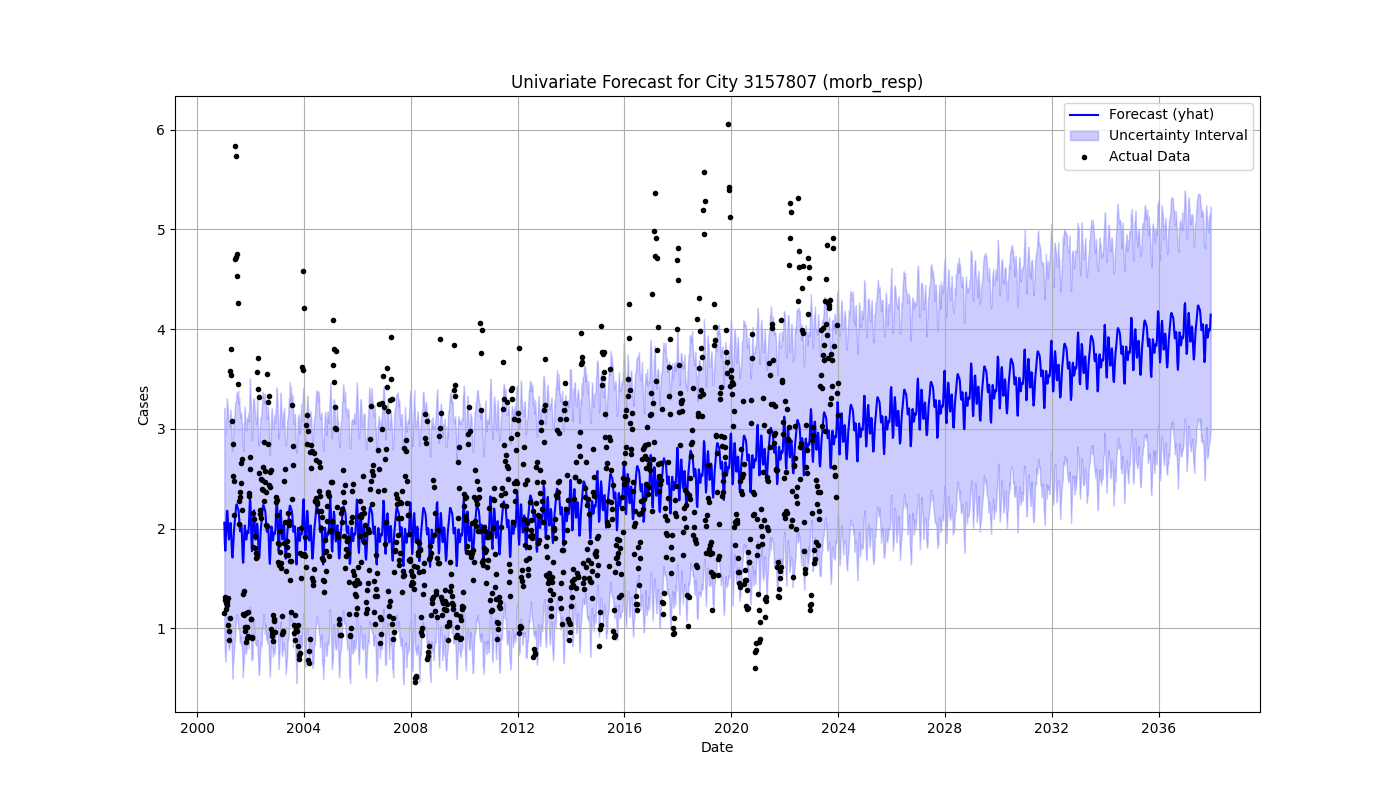 Univariate Forecast for City 3157807 (morb_resp)
Forecast (yhat)
Uncertainty Interval
Actual Data
6
5
4
3
2
1
Cases
2000 2004 2008 2012 2016 2020 2024 2028 2032 2036
Date